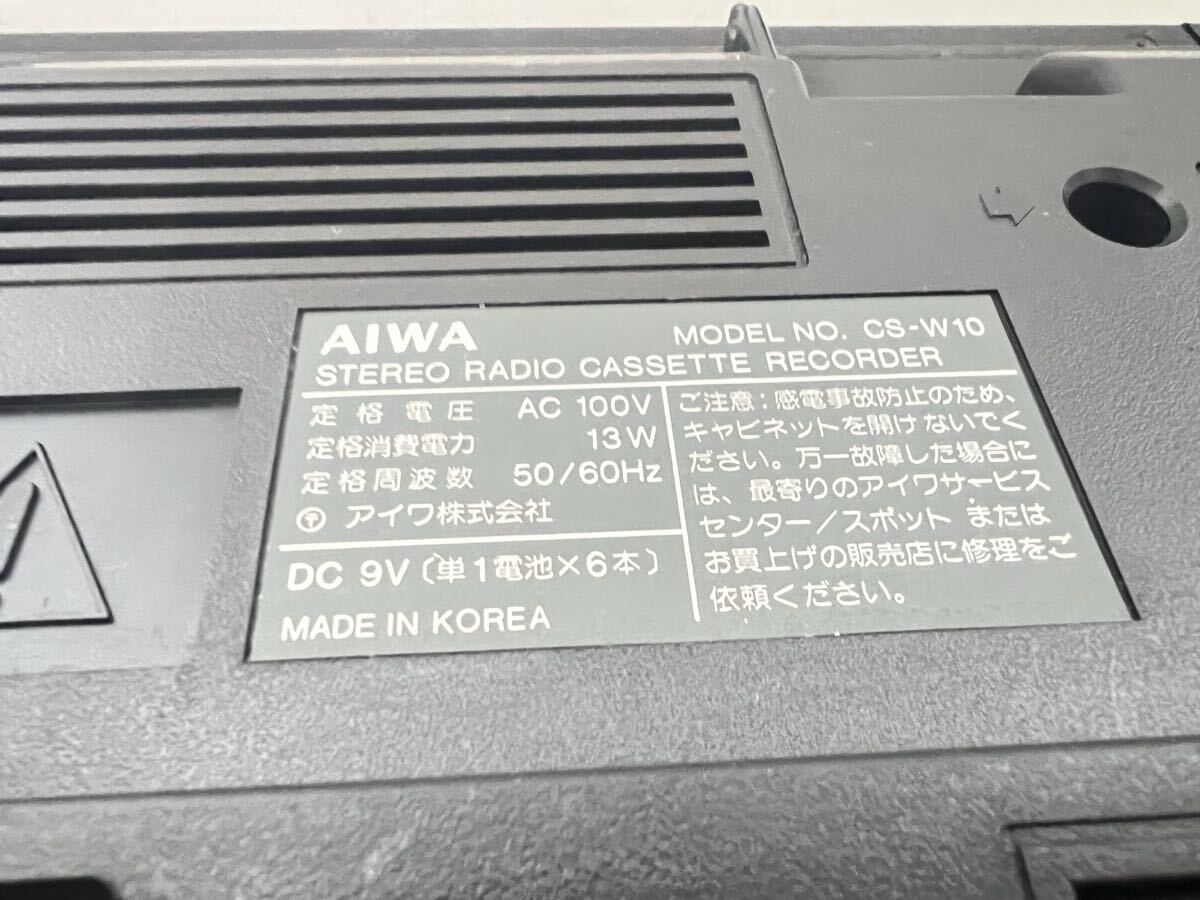 AIWA MODEL NO. CS-W10
STEREO RADIO CASSETTE RECORDER
定格電圧 AC 100V
定格消費電力 13W
定格周波数 50/60Hz
〒 アイワ株式会社
DC 9V〔単1電池×6本〕
MADE IN KOREA
ご注意：感電事故防止のため、
キャビネットを開けないでく
ださい。万一故障した場合に
は、最寄りのアイワサービス
センター/スポット または
お買上げの販売店に修理をご
依頼ください。